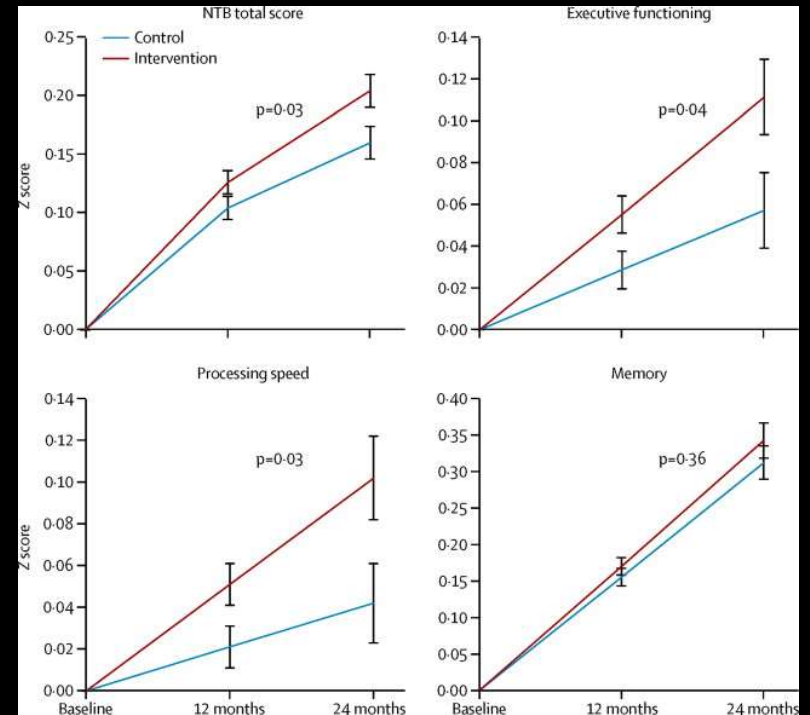 NTB total score
0·25
0·20
0·15
0·10
0·05
0·00
Z score
Control
Intervention
p=0·03
Executive functioning
0·14
0·12
0·10
0·08
0·06
0·04
0·02
0·00
p=0·04
Processing speed
0·14
0·12
0·10
0·08
0·06
0·04
0·02
0·00
Z score
p=0·03
Baseline
12 months
24 months
Memory
0·40
0·35
0·30
0·25
0·20
0·15
0·10
0·05
0·00
p=0·36
Baseline
12 months
24 months